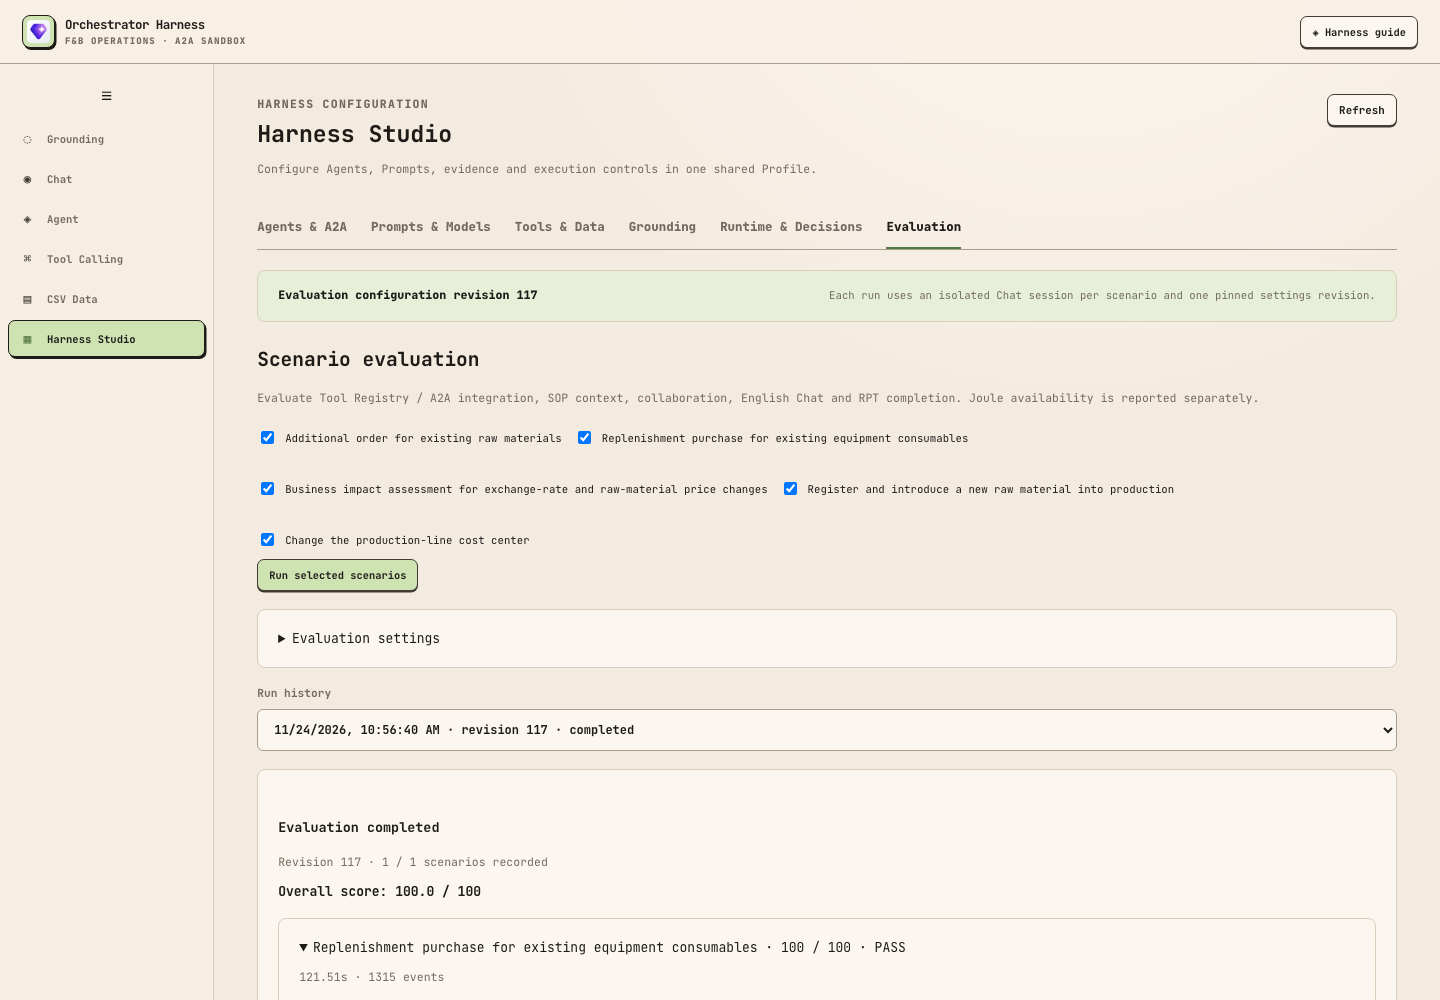 Orchestrator Harness
F&B OPERATIONS · A2A SANDBOX
◈ Harness guide
Grounding
Chat
Agent
Tool Calling
CSV Data
Harness Studio
HARNESS CONFIGURATION
Refresh
Harness Studio
Configure Agents, Prompts, evidence and execution controls in one shared Profile.
Agents & A2A Prompts & Models Tools & Data Grounding Runtime & Decisions Evaluation
Evaluation configuration revision 117
Each run uses an isolated Chat session per scenario and one pinned settings revision.
Scenario evaluation
Evaluate Tool Registry / A2A integration, SOP context, collaboration, English Chat and RPT completion. Joule availability is reported separately.
Additional order for existing raw materials Replenishment purchase for existing equipment consumables
Business impact assessment for exchange-rate and raw-material price changes Register and introduce a new raw material into production
Change the production-line cost center
Run selected scenarios
▶ Evaluation settings
Run history
11/24/2026, 10:56:40 AM · revision 117 · completed
Evaluation completed
Revision 117 · 1 / 1 scenarios recorded
Overall score: 100.0 / 100
▼ Replenishment purchase for existing equipment consumables · 100 / 100 · PASS
121.51s · 1315 events